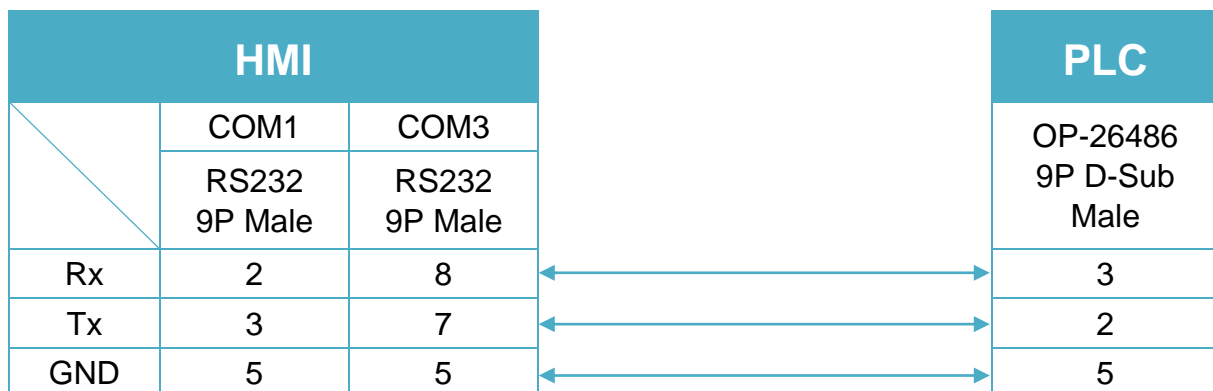 HMI PLC
COM1 COM3
OP-26486
9P D-Sub
Male
RS232 RS232
9P Male 9P Male
Rx 2 8 3
Tx 3 7 2
GND 5 5 5